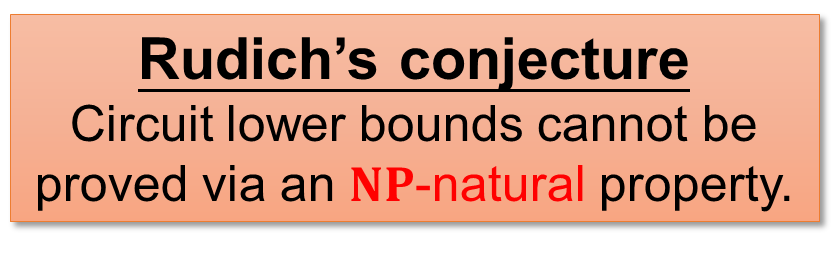 Rudich’s conjecture
Circuit lower bounds cannot be
proved via an NP-natural property.